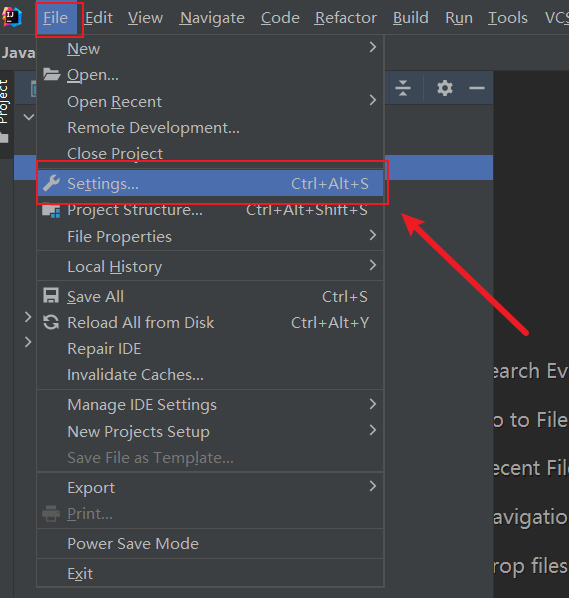 File Edit View Navigate Code Refactor Build Run Tools VCS
Java
Project
New
Open...
Open Recent
Remote Development...
Close Project
Settings... Ctrl+Alt+S
Project Structure... Ctrl+Alt+Shift+S
File Properties
Local History
Save All Ctrl+S
Reload All from Disk Ctrl+Alt+Y
Repair IDE
Invalidate Caches...
earch Ev
Manage IDE Settings
o to File
New Projects Setup
Save File as Template...
ecent Fil
Export
Print...
avigation
Power Save Mode
rop files
Exit